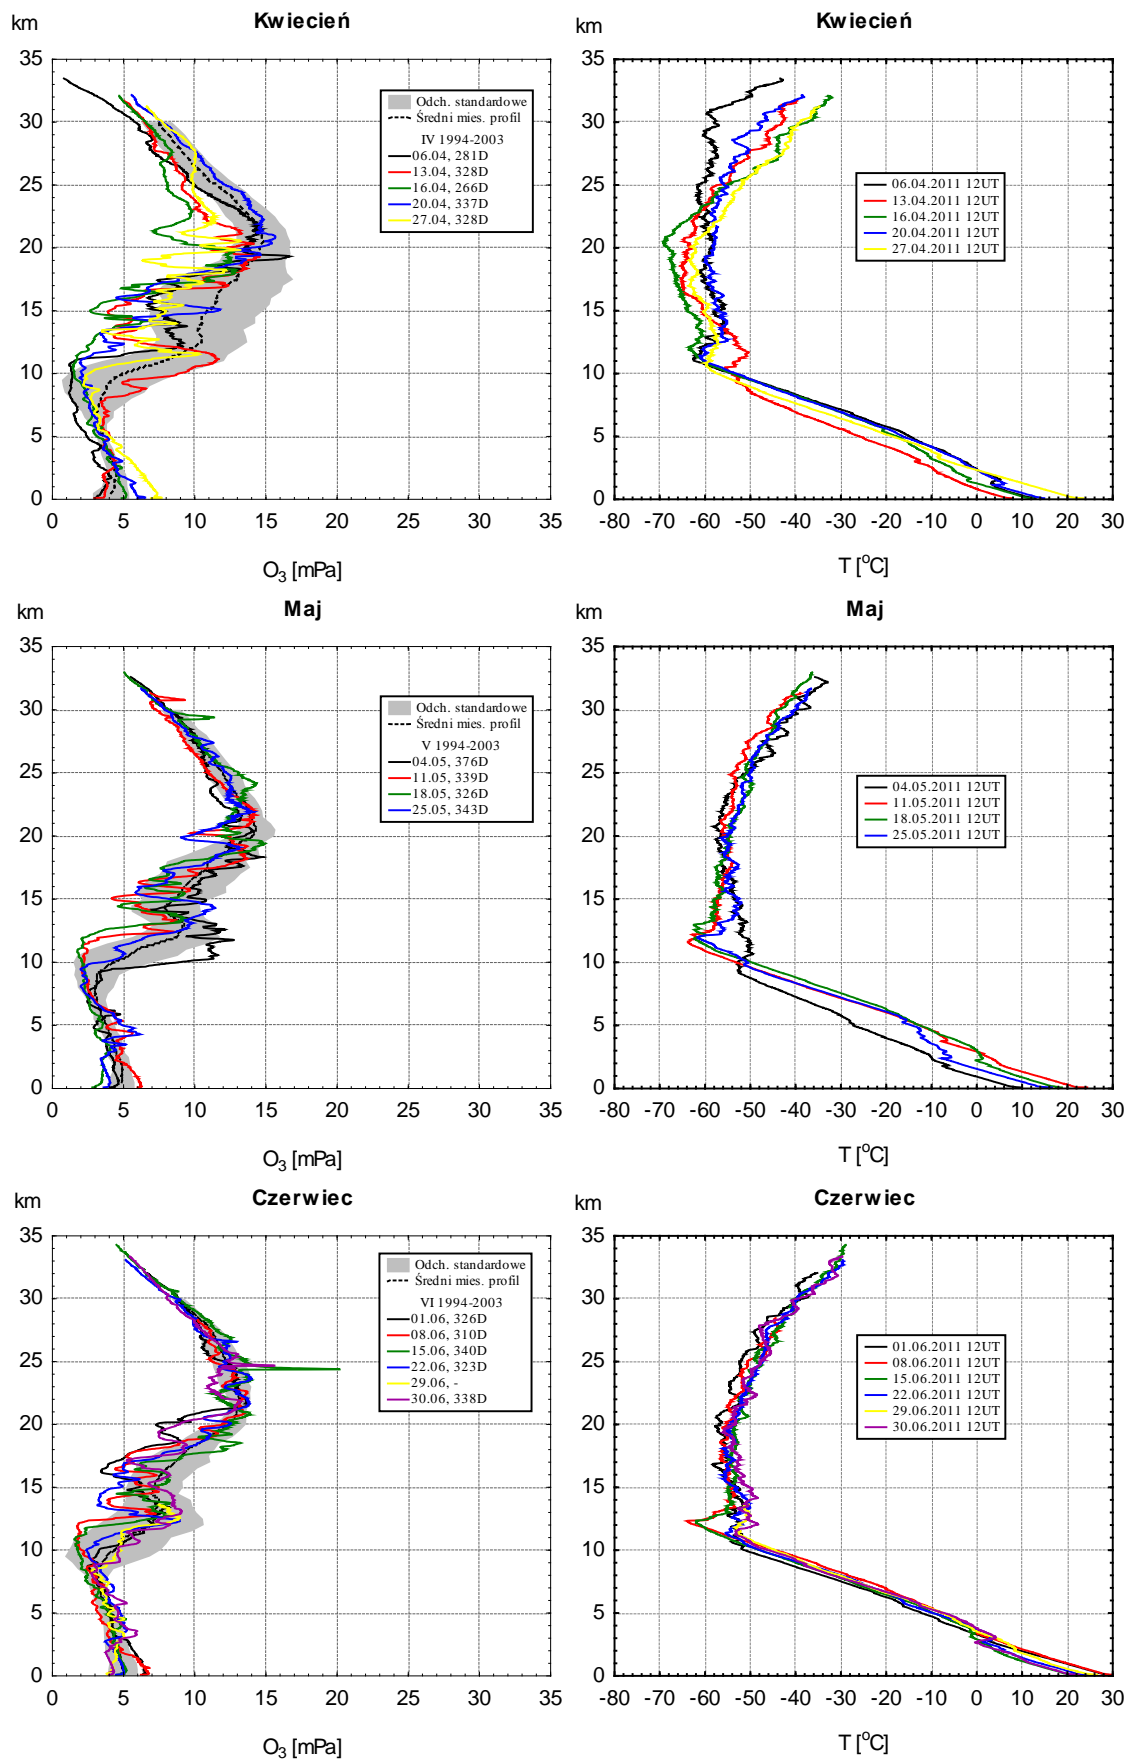 Kwiecień
km
35
30
25
20
15
10
5
0
Odch. standardowe
Średni mies. profil
IV 1994-2003
06.04, 281D
13.04, 328D
16.04, 266D
20.04, 337D
27.04, 328D
0 5 10 15 20 25 30 35
O3 [mPa]
Kwiecień
km
35
30
25
20
15
10
5
0
06.04.2011 12UT
13.04.2011 12UT
16.04.2011 12UT
20.04.2011 12UT
27.04.2011 12UT
-80 -70 -60 -50 -40 -30 -20 -10 0 10 20 30
T [°C]
Maj
km
35
30
25
20
15
10
5
0
Odch. standardowe
Średni mies. profil
V 1994-2003
04.05, 376D
11.05, 339D
18.05, 326D
25.05, 343D
0 5 10 15 20 25 30 35
O3 [mPa]
Maj
km
35
30
25
20
15
10
5
0
04.05.2011 12UT
11.05.2011 12UT
18.05.2011 12UT
25.05.2011 12UT
-80 -70 -60 -50 -40 -30 -20 -10 0 10 20 30
T [°C]
Czerwiec
km
35
30
25
20
15
10
5
0
Odch. standardowe
Średni mies. profil
VI 1994-2003
01.06, 326D
08.06, 310D
15.06, 340D
22.06, 323D
29.06, -
30.06, 338D
0 5 10 15 20 25 30 35
O3 [mPa]
Czerwiec
km
35
30
25
20
15
10
5
0
01.06.2011 12UT
08.06.2011 12UT
15.06.2011 12UT
22.06.2011 12UT
29.06.2011 12UT
30.06.2011 12UT
-80 -70 -60 -50 -40 -30 -20 -10 0 10 20 30
T [°C]